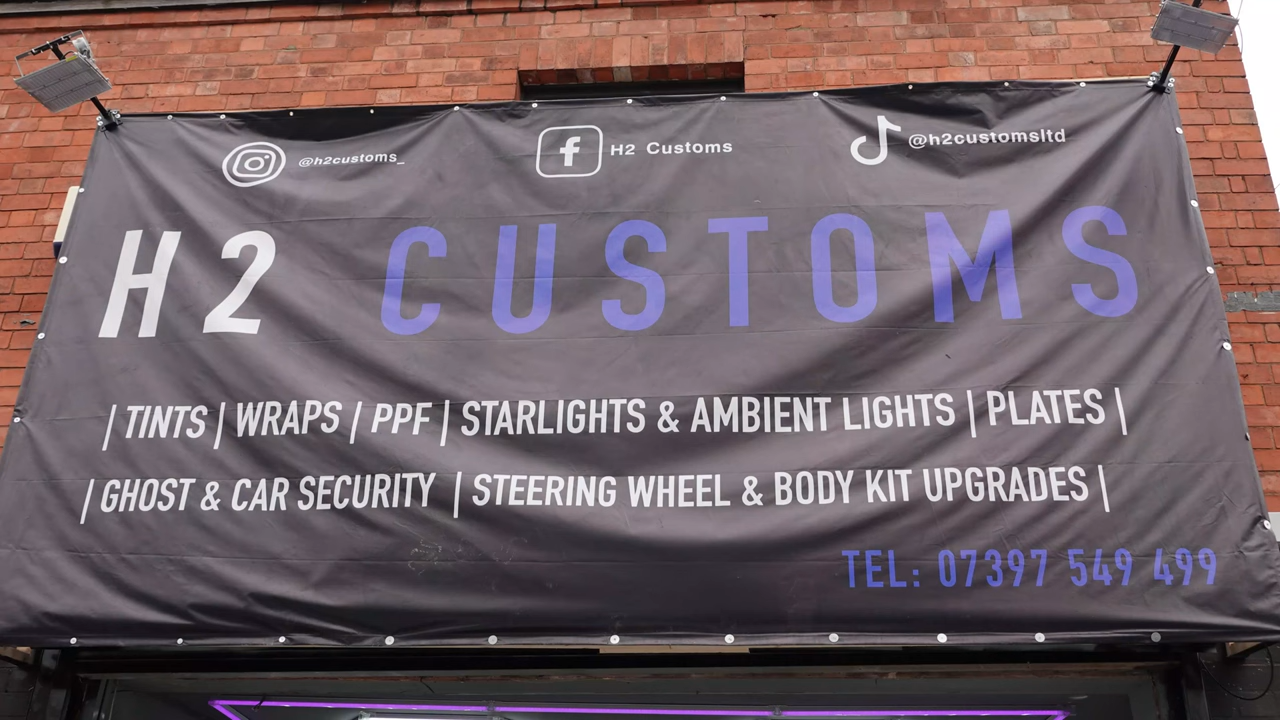 @h2customs_ H2 Customs @h2customsltd
H2 CUSTOMS
| TINTS | WRAPS | PPF | STARLIGHTS & AMBIENT LIGHTS | PLATES |
| GHOST & CAR SECURITY | STEERING WHEEL & BODY KIT UPGRADES |
TEL: 07397 549 499